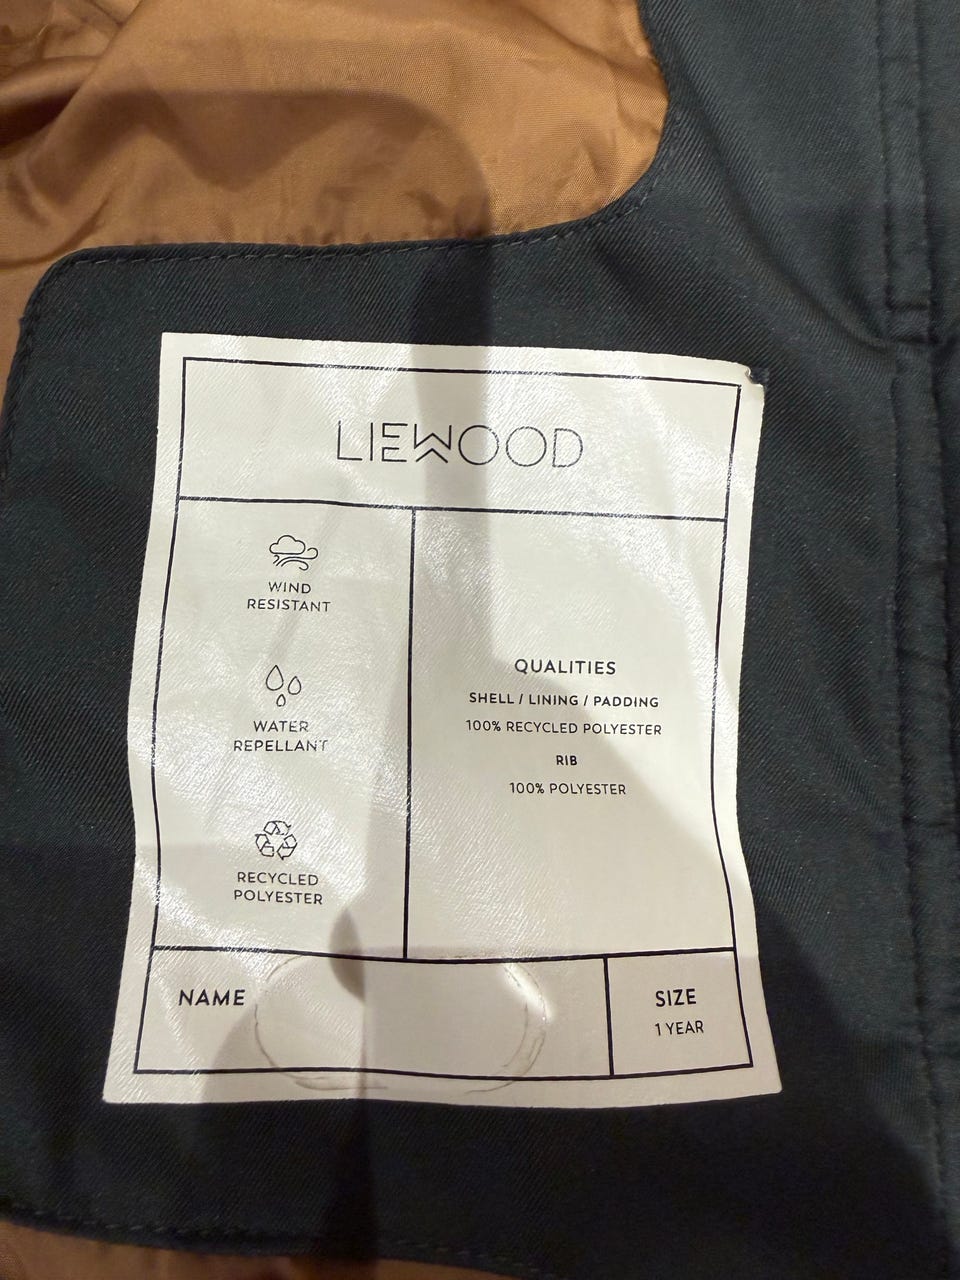 LIEWOOD
WIND
RESISTANT
WATER
REPELLANT
RECYCLED
POLYESTER
QUALITIES
SHELL / LINING / PADDING
100% RECYCLED POLYESTER
RIB
100% POLYESTER
NAME
SIZE
1 YEAR